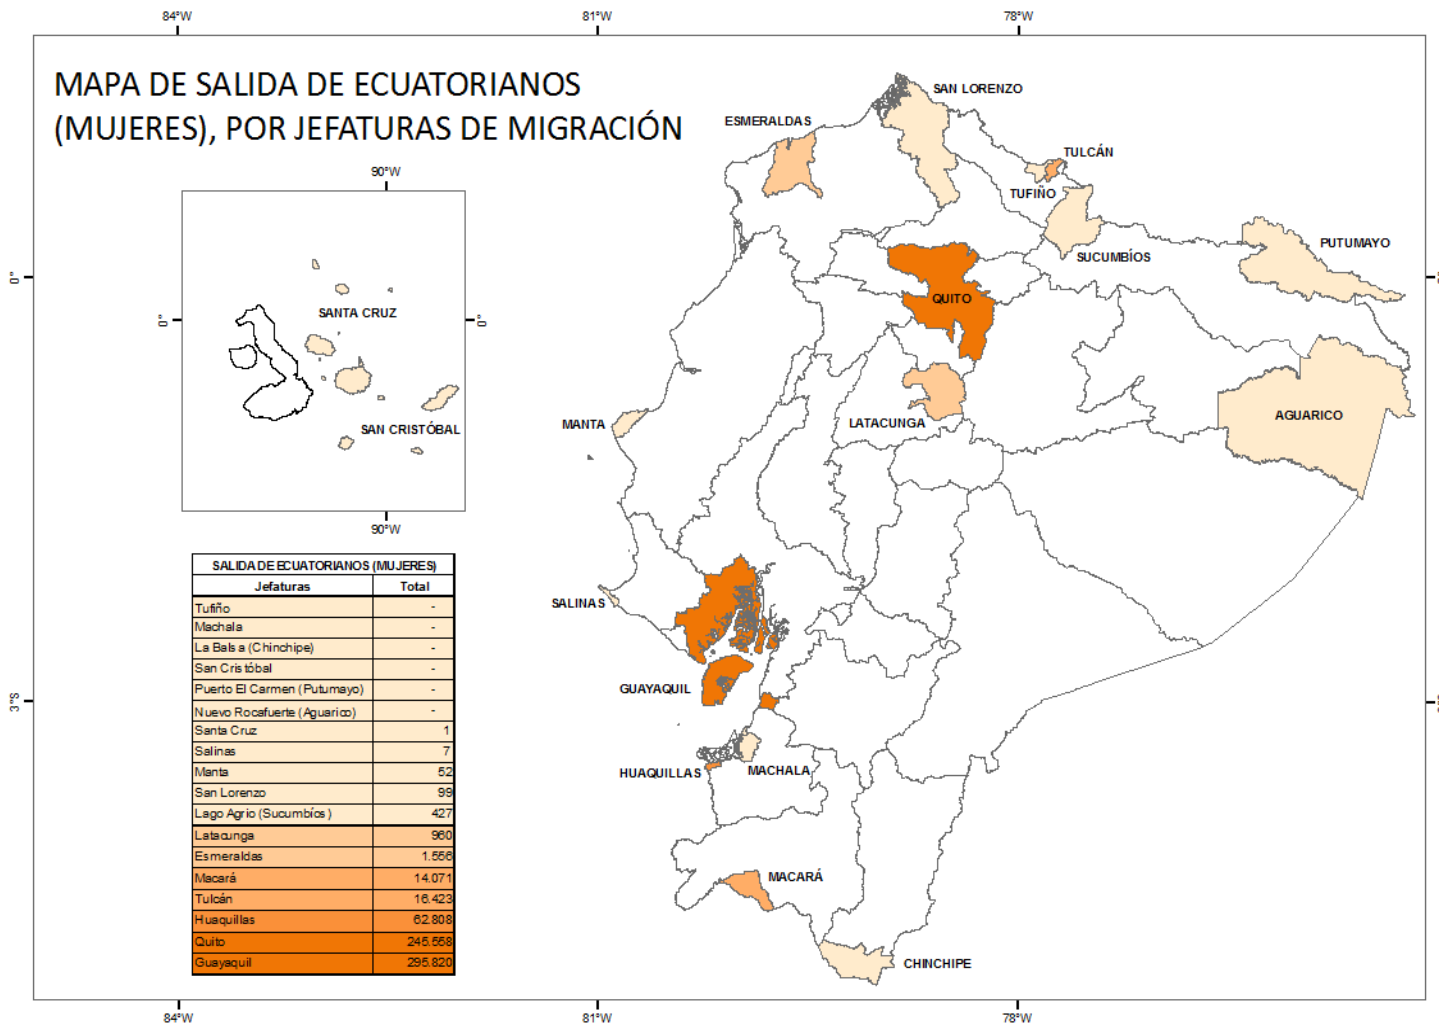 84°W 81°W 78°W
MAPA DE SALIDA DE ECUATORIANOS
(MUJERES), POR JEFATURAS DE MIGRACIÓN
SAN LORENZO
ESMERALDAS
TULCÁN
TUFIÑO
PUTUMAYO
SUCUMBÍOS
QUITO
0°
90°W
SANTA CRUZ
0° 0°
SAN CRISTÓBAL
90°W
MANTA
LATACUNGA
AGUARICO
SALINAS
GUAYAQUIL
3°S
HUAQUILLAS
MACHALA
MACARÁ
CHINCHIPE
SALIDA DE ECUATORIANOS (MUJERES)
Jefaturas Total
Tufiño -
Machala -
La Balsa (Chinchipe) -
San Cristóbal -
Puerto El Carmen (Putumayo) -
Nuevo Rocafuerte (Aguarico) -
Santa Cruz 1
Salinas 7
Manta 52
San Lorenzo 99
Lago Agrio (Sucumbíos) 427
Latacunga 960
Esmeraldas 1.556
Macará 14.071
Tulcán 16.423
Huaquillas 62.808
Quito 245.558
Guayaquil 295.820
84°W 81°W 78°W